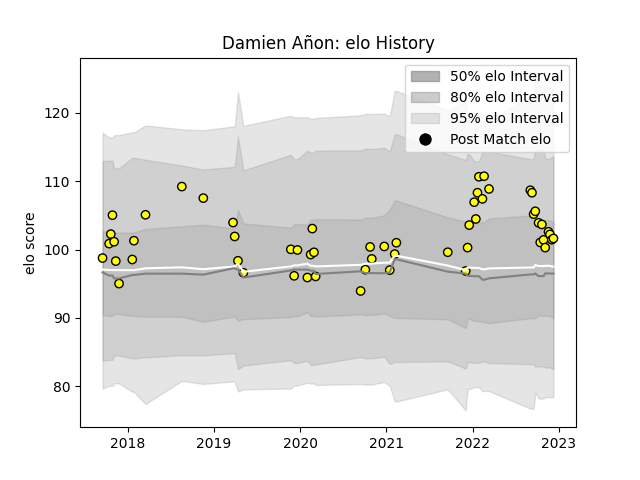 Damien Añon: elo History
50% elo Interval
80% elo Interval
95% elo Interval
Post Match elo
elo score
120
110
100
90
80
2018 2019 2020 2021 2022 2023